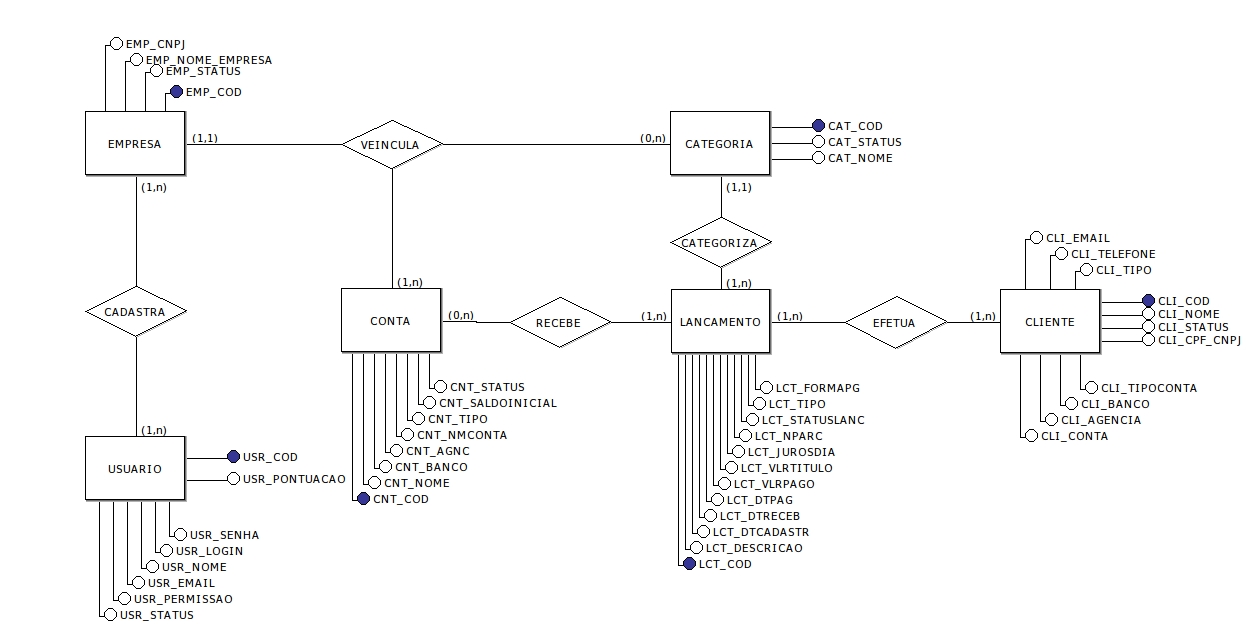 EMP_CNPJ
EMP_NOME_EMPRESA
EMP_STATUS
EMP_COD
EMPRESA
(1,1)
VEINCULA
(0,n)
CATEGORIA
CAT_COD
CAT_STATUS
CAT_NOME
(1,n)
(1,1)
CATEGORIZA
CADASTRA
(1,n)
CONTA
(0,n)
RECEBE
(1,n)
(1,n)
LANCAMENTO
(1,n)
EFETUA
(1,n)
CLIENTE
CLI_EMAIL
CLI_TELEFONE
CLI_TIPO
CLI_COD
CLI_NOME
CLI_STATUS
CLI_CPF_CNPJ
CLI_TIPOCONTA
CLI_BANCO
CLI_AGENCIA
CLI_CONTA
CNT_STATUS
CNT_SALDOINICIAL
CNT_TIPO
CNT_NMCONTA
CNT_AGNC
CNT_BANCO
CNT_NOME
CNT_COD
LCT_FORMAPG
LCT_TIPO
LCT_STATUSLANC
LCT_NPARC
LCT_JUROSDIA
LCT_VLRTITULO
LCT_VLRPAGO
LCT_DTPAG
LCT_DTRECEB
LCT_DTCADASTR
LCT_DESCRICAO
LCT_COD
(1,n)
USUARIO
USR_COD
USR_PONTUACAO
USR_SENHA
USR_LOGIN
USR_NOME
USR_EMAIL
USR_PERMISSAO
USR_STATUS